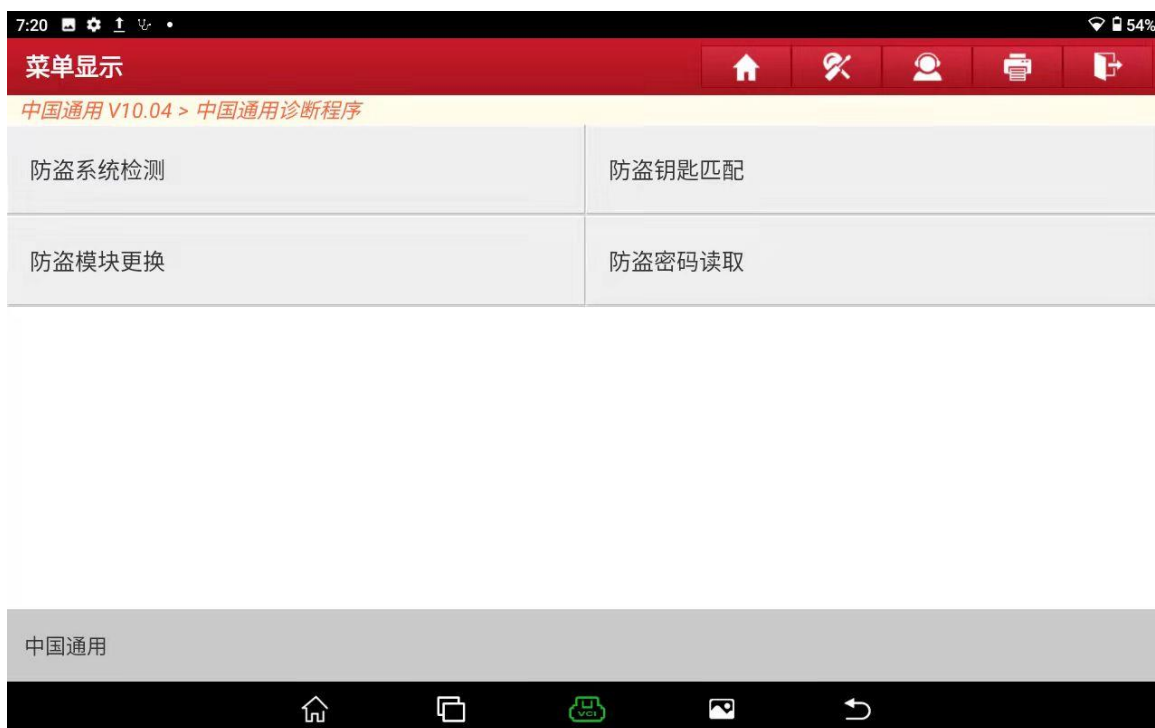 7:20 54%
菜单显示
中国通用 V10.04 > 中国通用诊断程序
防盗系统检测 防盗钥匙匹配
防盗模块更换 防盗密码读取
中国通用
VCI